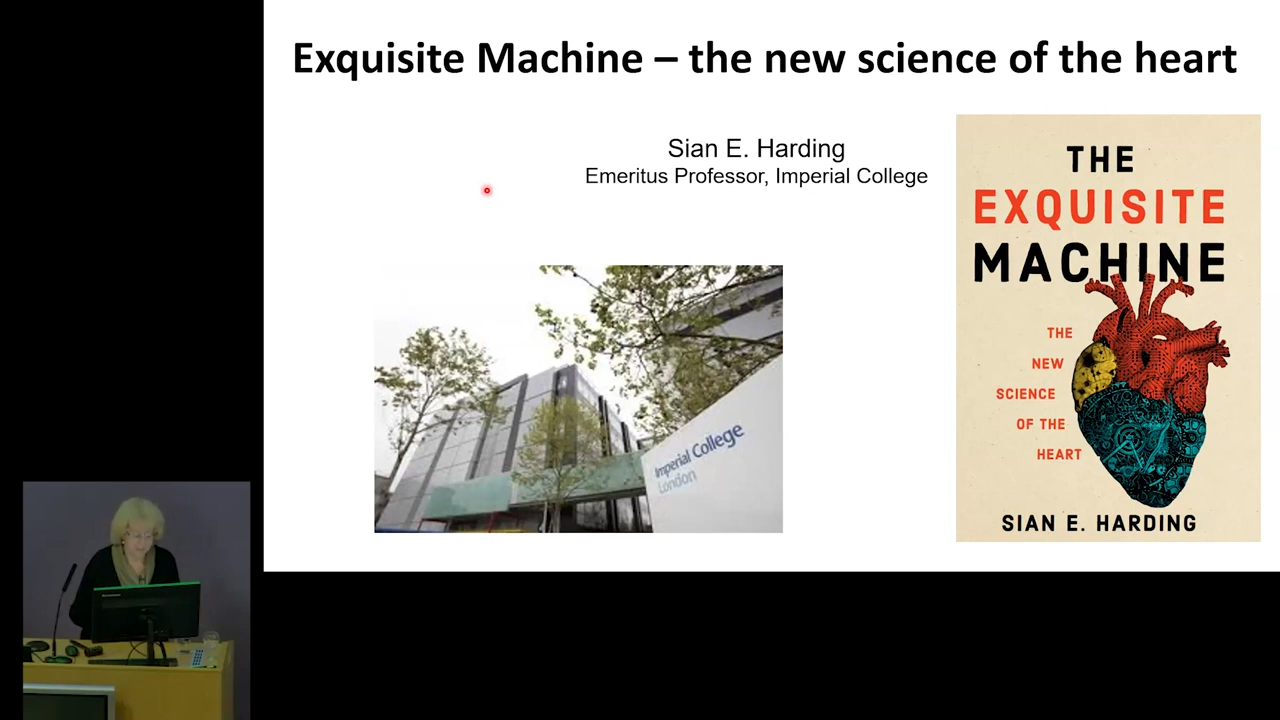 Exquisite Machine – the new science of the heart
Sian E. Harding
Emeritus Professor, Imperial College
THE
EXQUISITE
MACHINE
THE
NEW
SCIENCE
OF THE
HEART
SIAN E. HARDING
Imperial College
London